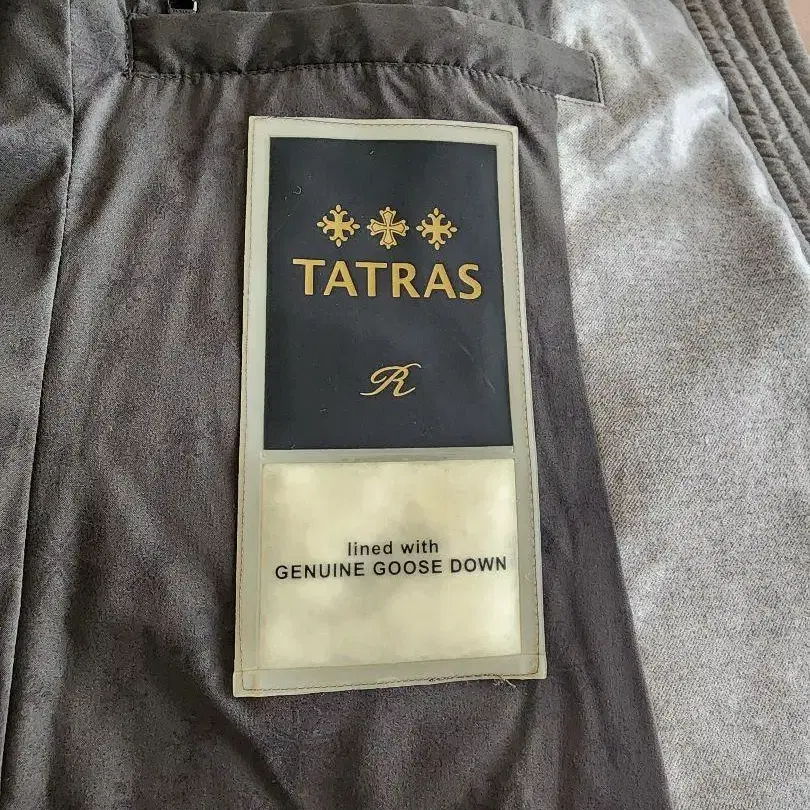 TATRAS
R
lined with
GENUINE GOOSE DOWN